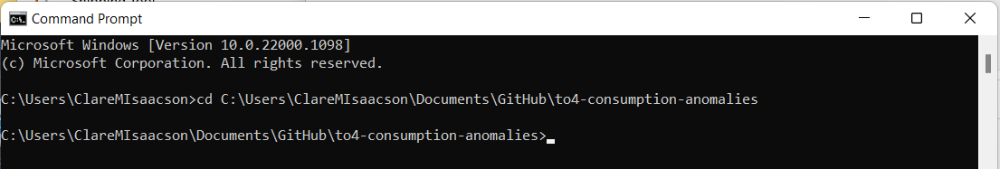 Command Prompt
Microsoft Windows [Version 10.0.22000.1098]
(c) Microsoft Corporation. All rights reserved.
C:\Users\ClareMIsaacson>cd C:\Users\ClareMIsaacson\Documents\GitHub\to4-consumption-anomalies
C:\Users\ClareMIsaacson\Documents\GitHub\to4-consumption-anomalies>